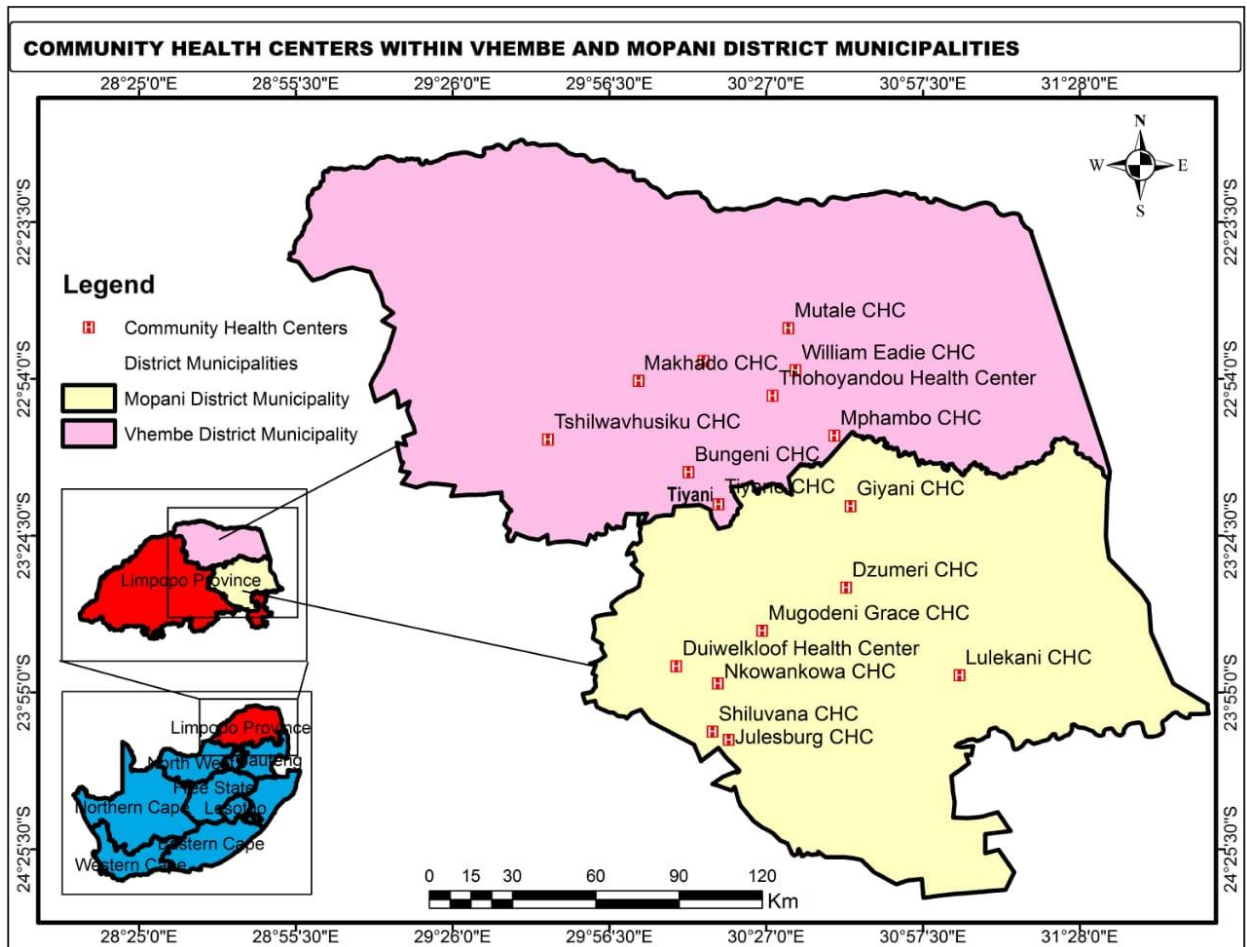 COMMUNITY HEALTH CENTERS WITHIN VHEMBE AND MOPANI DISTRICT MUNICIPALITIES
28°25'0"E 28°55'30"E 29°26'0"E 29°56'30"E 30°27'0"E 30°57'30"E 31°28'0"E
N
W E
S
22°23'30"S 22°23'30"S
Legend
H Community Health Centers
District Municipalities
Mopani District Municipality
Vhembe District Municipality
Mutale CHC
William Eadie CHC
Makhado CHC
Thohoyandou Health Center
22°54'0"S 22°54'0"S
Tshilwavhusiku CHC
Mphambo CHC
Bungeni CHC
Tiyani Tiyane CHC
Giyani CHC
23°24'30"S 23°24'30"S
Dzumeri CHC
Mugodeni Grace CHC
Duiwelkloof Health Center
Nkowankowa CHC
Lulekani CHC
23°55'0"S 23°55'0"S
Shiluvana CHC
Julesburg CHC
24°25'30"S 24°25'30"S
Limpopo Province
Limpopo Province
North West Gauteng
Free State
Northern Cape Lesotho
Eastern Cape
Western Cape
0 15 30 60 90 120
Km
28°25'0"E 28°55'30"E 29°26'0"E 29°56'30"E 30°27'0"E 30°57'30"E 31°28'0"E